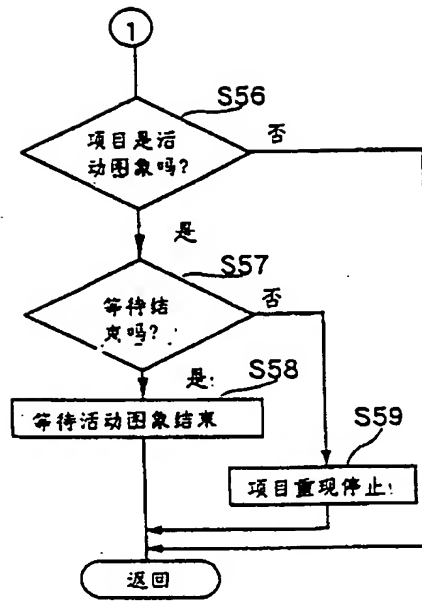 1
S56
项目是活
动图象吗?
否
是
S57
等待结
束吗?
否
是:
S58
等待活动图象结束
S59
项目重现停止:
返回